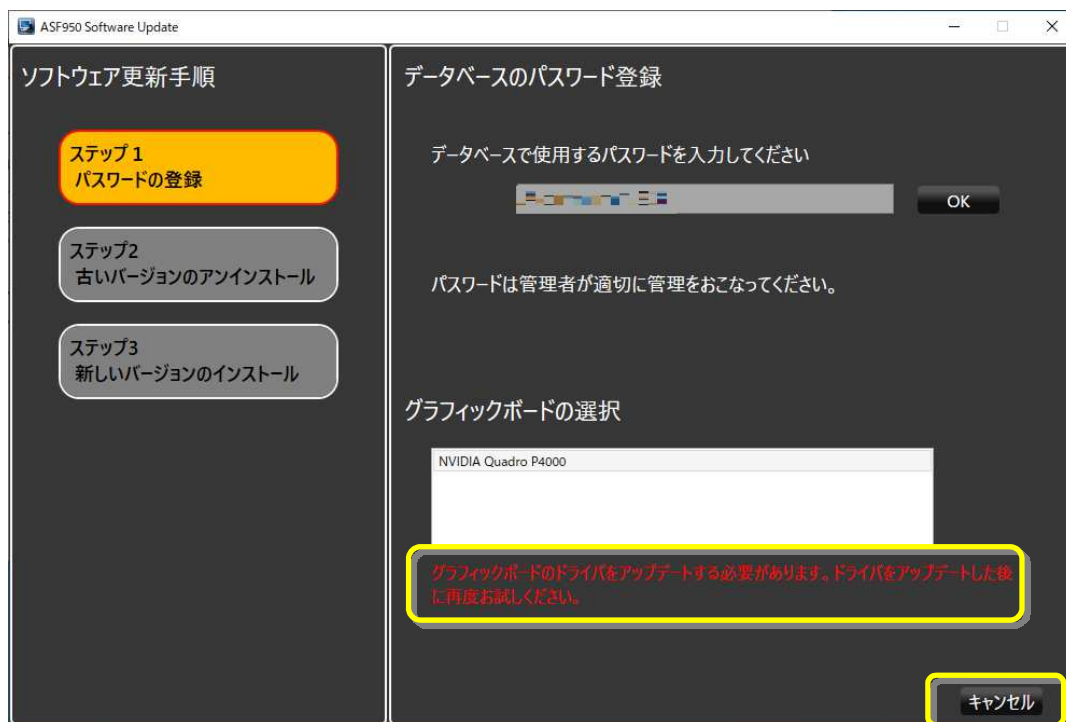 ASF950 Software Update
ソフトウェア更新手順
ステップ 1
パスワードの登録
ステップ2
古いバージョンのアンインストール
ステップ3
新しいバージョンのインストール
データベースのパスワード登録
データベースで使用するパスワードを入力してください
OK
パスワードは管理者が適切に管理をおこなってください。
グラフィックボードの選択
NVIDIA Quadro P4000
グラフィックボードのドライバをアップデートする必要があります。ドライバをアップデートした後
に再度お試しください。
キャンセル